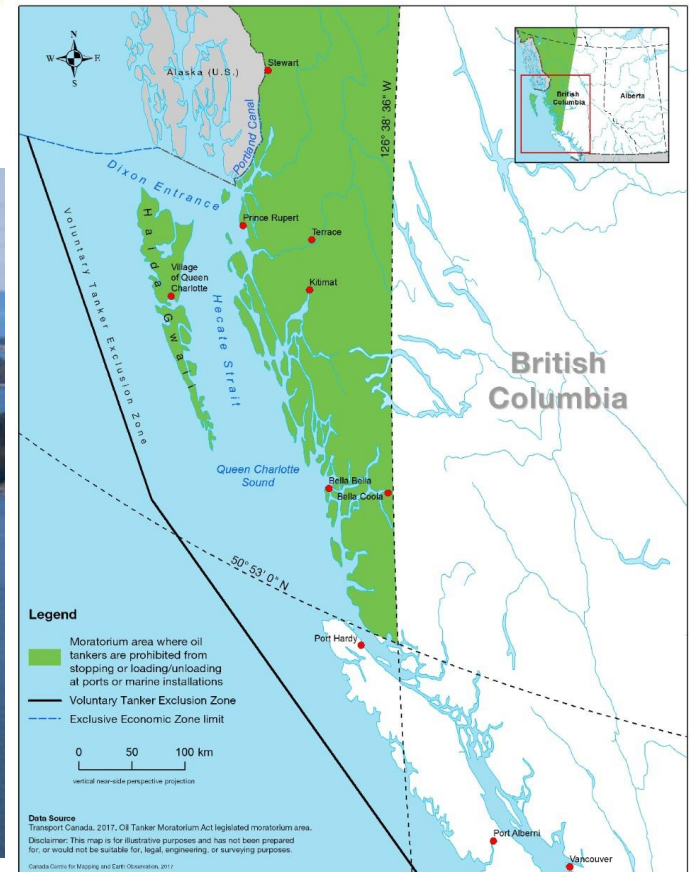 N
W E
S
Stewart
Alaska (U.S.)
126° 38' 36" W
British
Columbia
Alberta
Portland Canal
Dixon Entrance
Prince Rupert
Terrace
Voluntary Tanker Exclusion Zone
Haida Gwaii
Village
of Queen
Charlotte
Kitimat
Hecate Strait
British
Columbia
Queen Charlotte
Sound
Bella Bella
Bella Coola
50° 53' 0" N
Port Hardy
Legend
Moratorium area where oil
tankers are prohibited from
stopping or loading/unloading
at ports or marine installations
Voluntary Tanker Exclusion Zone
Exclusive Economic Zone limit
0 50 100 km
vertical near-side perspective projection
Data Source
Transport Canada. 2017. Oil Tanker Moratorium Act legislated moratorium area.
Disclaimer: This map is for illustrative purposes and has not been prepared
for, or would not be suitable for, legal, engineering, or surveying purposes.
Canada Centre for Mapping and Earth Observation. 2017
Port Alberni
Vancouver